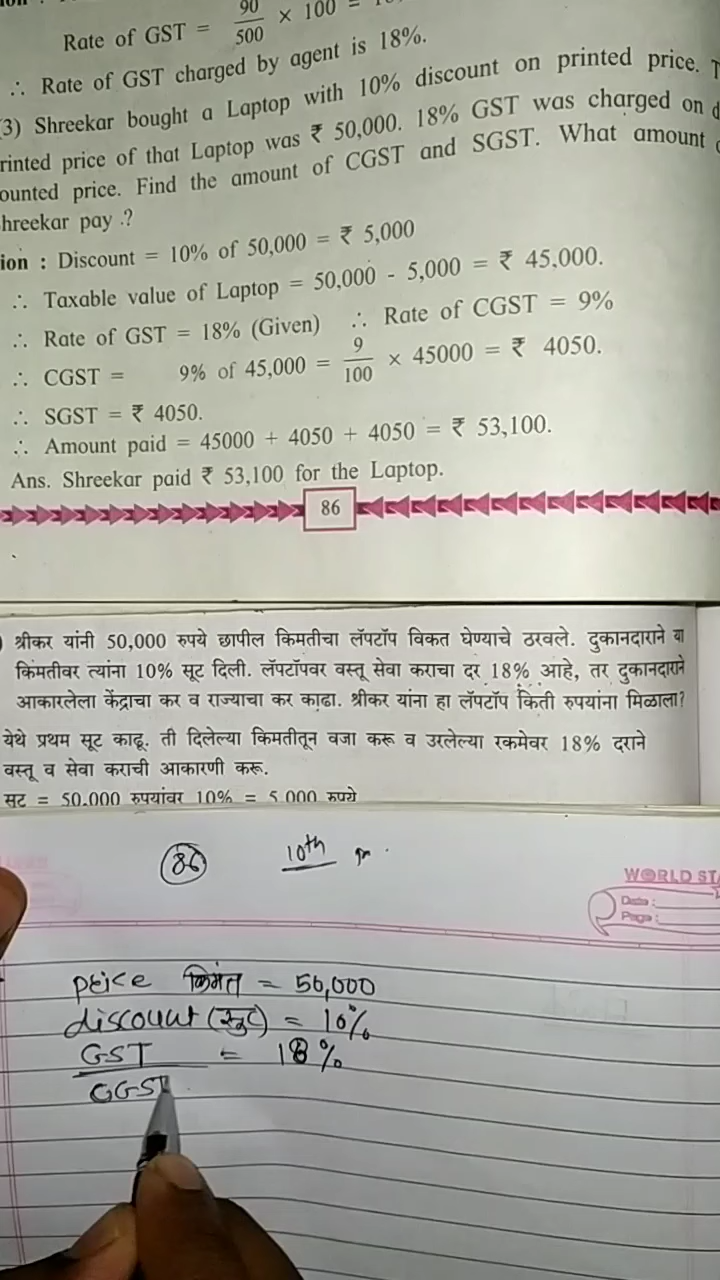 Rate of GST = 90/500 × 100 =
∴ Rate of GST charged by agent is 18%.
3) Shreekar bought a Laptop with 10% discount on printed price.
rinted price of that Laptop was ₹ 50,000. 18% GST was charged on
ounted price. Find the amount of CGST and SGST. What amount
hreekar pay .?
ion : Discount = 10% of 50,000 = ₹ 5,000
∴ Taxable value of Laptop = 50,000 - 5,000 = ₹ 45,000.
∴ Rate of GST = 18% (Given) ∴ Rate of CGST = 9%
∴ CGST = 9% of 45,000 = 9/100 × 45000 = ₹ 4050.
∴ SGST = ₹ 4050.
∴ Amount paid = 45000 + 4050 + 4050 = ₹ 53,100.
Ans. Shreekar paid ₹ 53,100 for the Laptop.
86
) श्रीकर यांनी 50,000 रुपये छापील किमतीचा लॅपटॉप विकत घेण्याचे ठरवले. दुकानदाराने या
किमतीवर त्यांना 10% सूट दिली. लॅपटॉपवर वस्तू सेवा कराचा दर 18% आहे, तर दुकानदाराने
आकारलेला केंद्राचा कर व राज्याचा कर काढा. श्रीकर यांना हा लॅपटॉप किती रुपयांना मिळाला?
येथे प्रथम सूट काढू. ती दिलेल्या किमतीतून वजा करू व उरलेल्या रकमेवर 18% दराने
वस्तू व सेवा कराची आकारणी करू.
सूट = 50,000 रुपयांवर 10% = 5,000 रुपये
86 10th
WORLD STA
Date :
Page :
price किंमत = 50,000
discount (सूट) = 10%
GST = 18%
CGST